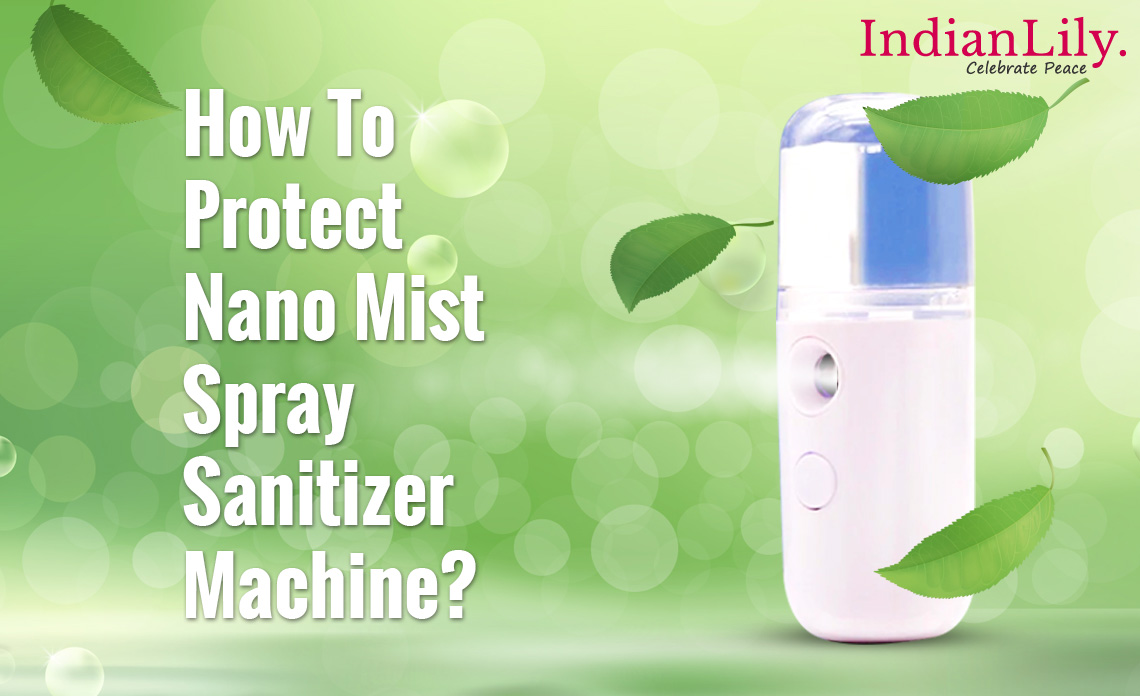 IndianLily.
Celebrate Peace
How To
Protect
Nano Mist
Spray
Sanitizer
Machine?